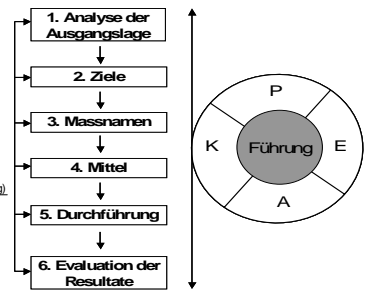 1. Analyse der
Ausgangslage
2. Ziele
3. Massnamen
4. Mittel
5. Durchführung
6. Evaluation der
Resultate
P
K
Führung
E
A